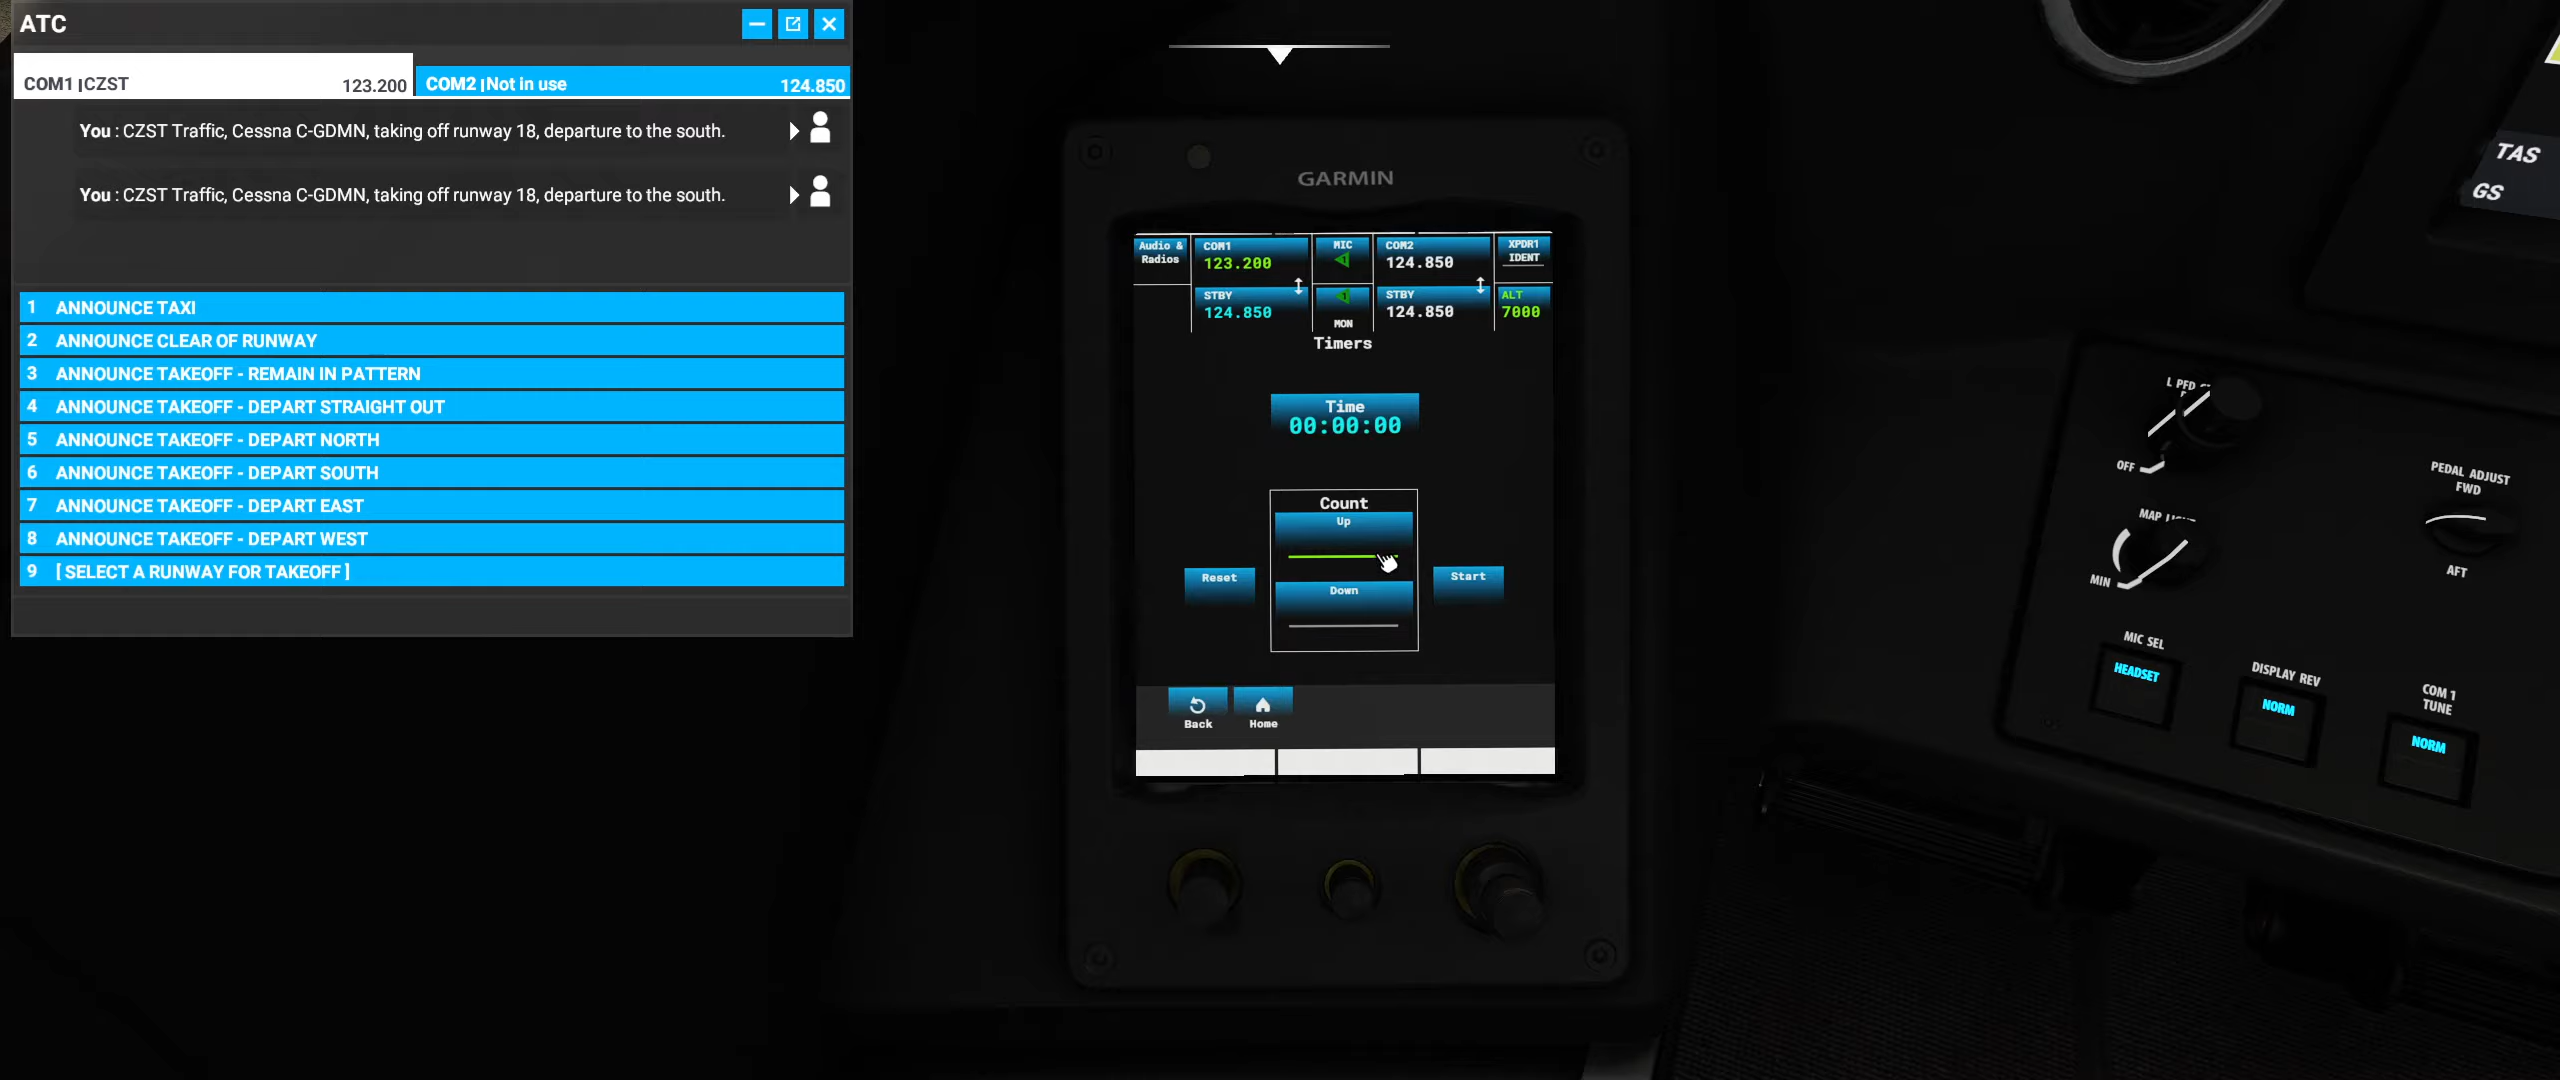 ATC
COM1 |CZST 123.200
COM2 |Not in use 124.850
You : CZST Traffic, Cessna C-GDMN, taking off runway 18, departure to the south.
You : CZST Traffic, Cessna C-GDMN, taking off runway 18, departure to the south.
1 ANNOUNCE TAXI
2 ANNOUNCE CLEAR OF RUNWAY
3 ANNOUNCE TAKEOFF - REMAIN IN PATTERN
4 ANNOUNCE TAKEOFF - DEPART STRAIGHT OUT
5 ANNOUNCE TAKEOFF - DEPART NORTH
6 ANNOUNCE TAKEOFF - DEPART SOUTH
7 ANNOUNCE TAKEOFF - DEPART EAST
8 ANNOUNCE TAKEOFF - DEPART WEST
9 [ SELECT A RUNWAY FOR TAKEOFF ]
GARMIN
Audio &
Radios
COM1
123.200
STBY
124.850
MIC
1
1
MON
COM2
124.850
STBY
124.850
XPDR1
IDENT
ALT
7000
Timers
Time
00:00:00
Count
Up
Down
Reset
Start
Back
Home
TAS
GS
L PFD
OFF
MAP
MIN
PEDAL ADJUST
FWD
AFT
MIC SEL
HEADSET
DISPLAY REV
NORM
COM 1
TUNE
NORM